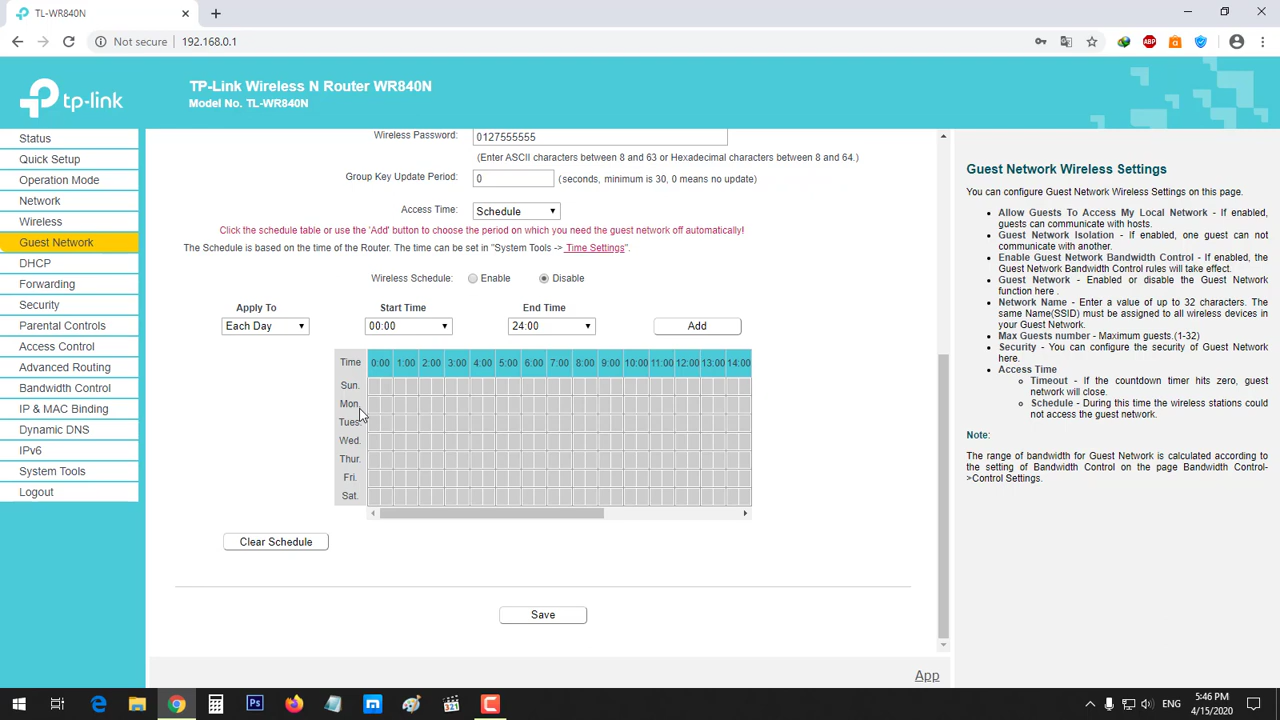 TL-WR840N
Not secure
192.168.0.1
ABP
a
tp-link
TP-Link Wireless N Router WR840N
Model No. TL-WR840N
Status
Quick Setup
Operation Mode
Network
Wireless
Guest Network
DHCP
Forwarding
Security
Parental Controls
Access Control
Advanced Routing
Bandwidth Control
IP & MAC Binding
Dynamic DNS
IPv6
System Tools
Logout
Wireless Password: 0127555555
(Enter ASCII characters between 8 and 63 or Hexadecimal characters between 8 and 64.)
Group Key Update Period: 0 (seconds, minimum is 30, 0 means no update)
Access Time: Schedule
Click the schedule table or use the 'Add' button to choose the period on which you need the guest network off automatically!
The Schedule is based on the time of the Router. The time can be set in "System Tools -> Time Settings".
Wireless Schedule: Enable Disable
Apply To Start Time End Time
Each Day 00:00 24:00 Add
Time 0:00 1:00 2:00 3:00 4:00 5:00 6:00 7:00 8:00 9:00 10:00 11:00 12:00 13:00 14:00
Sun.
Mon.
Tues.
Wed.
Thur.
Fri.
Sat.
Clear Schedule
Save
App
Guest Network Wireless Settings
You can configure Guest Network Wireless Settings on this page.
Allow Guests To Access My Local Network - If enabled,
guests can communicate with hosts.
Guest Network Isolation - If enabled, one guest can not
communicate with another.
Enable Guest Network Bandwidth Control - If enabled, the
Guest Network Bandwidth Control rules will take effect.
Guest Network - Enabled or disable the Guest Network
function here .
Network Name - Enter a value of up to 32 characters. The
same Name(SSID) must be assigned to all wireless devices in
your Guest Network.
Max Guests number - Maximum guests.(1-32)
Security - You can configure the security of Guest Network
here.
Access Time
Timeout - If the countdown timer hits zero, guest
network will close.
Schedule - During this time the wireless stations could
not access the guest network.
Note:
The range of bandwidth for Guest Network is calculated according to
the setting of Bandwidth Control on the page Bandwidth Control-
>Control Settings.
Ps
ENG
5:46 PM
4/15/2020